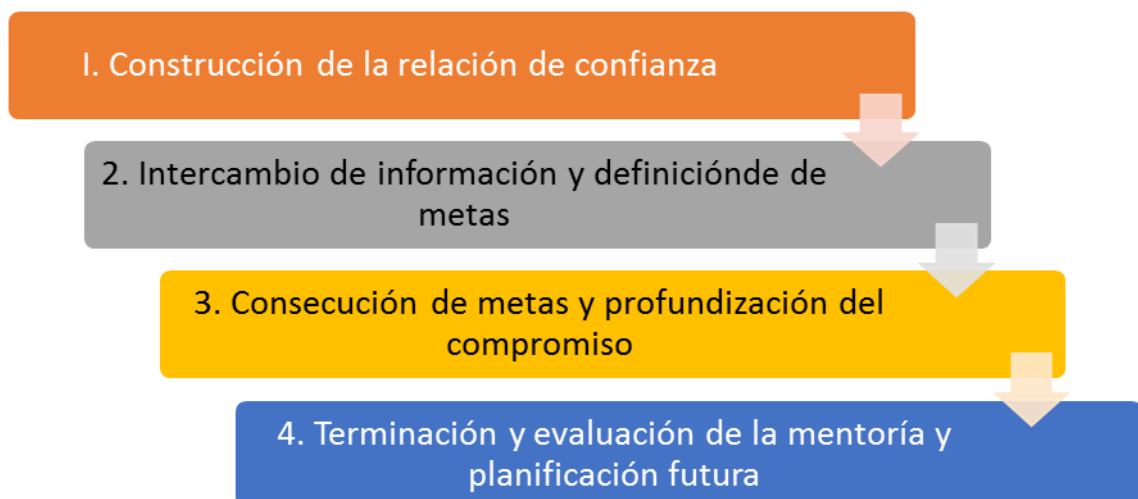 I. Construcción de la relación de confianza
2. Intercambio de información y definiciónde de
metas
3. Consecución de metas y profundización del
compromiso
4. Terminación y evaluación de la mentoría y
planificación futura